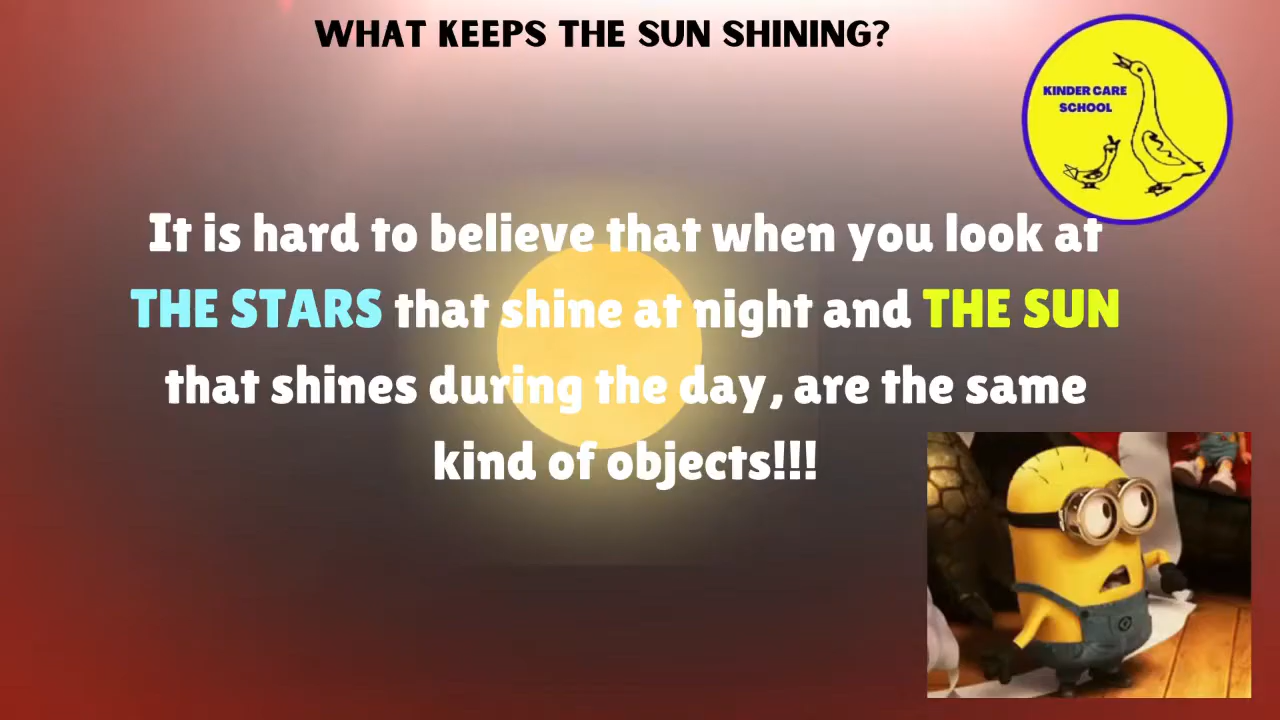 WHAT KEEPS THE SUN SHINING?
KINDER CARE
SCHOOL
It is hard to believe that when you look at
THE STARS that shine at night and THE SUN
that shines during the day, are the same
kind of objects!!!